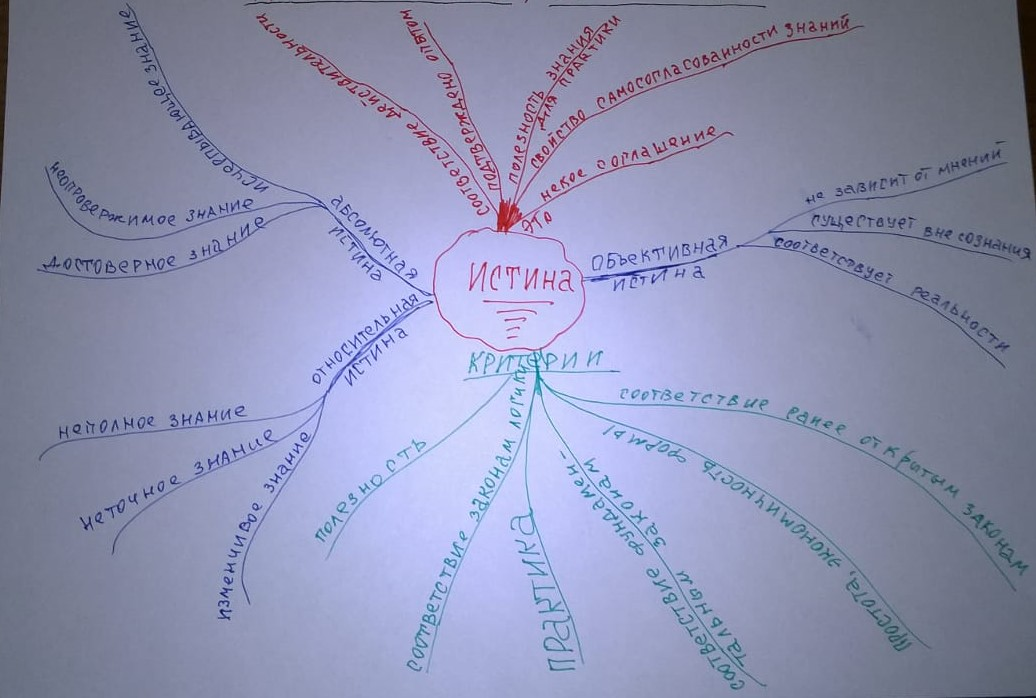 ИСТИНА
ЭТО
СООТВЕТСТВИЕ ДЕЙСТВИТЕЛЬНОСТИ
ПОДТВЕРЖДЕНО ОПЫТОМ
ПОЛЕЗНОСТЬ ЗНАНИЯ
ДЛЯ ПРАКТИКИ
СВОЙСТВО САМОСОГЛАСОВАННОСТИ ЗНАНИЙ
НЕКОЕ СОГЛАШЕНИЕ
ОБЪЕКТИВНАЯ
ИСТИНА
НЕ ЗАВИСИТ ОТ МНЕНИЙ
СУЩЕСТВУЕТ ВНЕ СОЗНАНИЯ
СООТВЕТСТВУЕТ РЕАЛЬНОСТИ
АБСОЛЮТНАЯ
ИСТИНА
ИСЧЕРПЫВАЮЩЕЕ ЗНАНИЕ
НЕОПРОВЕРЖИМОЕ ЗНАНИЕ
ДОСТОВЕРНОЕ ЗНАНИЕ
ОТНОСИТЕЛЬНАЯ
ИСТИНА
НЕПОЛНОЕ ЗНАНИЕ
НЕТОЧНОЕ ЗНАНИЕ
ИЗМЕНЧИВОЕ ЗНАНИЕ
КРИТЕРИИ
ПОЛЕЗНОСТЬ
СООТВЕТСТВИЕ ЗАКОНАМ ЛОГИКИ
ПРАКТИКА
СООТВЕТСТВИЕ ФУНДАМЕН-
ТАЛЬНЫМ ЗАКОНАМ
ПРОСТОТА, ЭКОНОМИЧНОСТЬ ФОРМЫ
СООТВЕТСТВИЕ РАНЕЕ ОТКРЫТЫМ ЗАКОНАМ